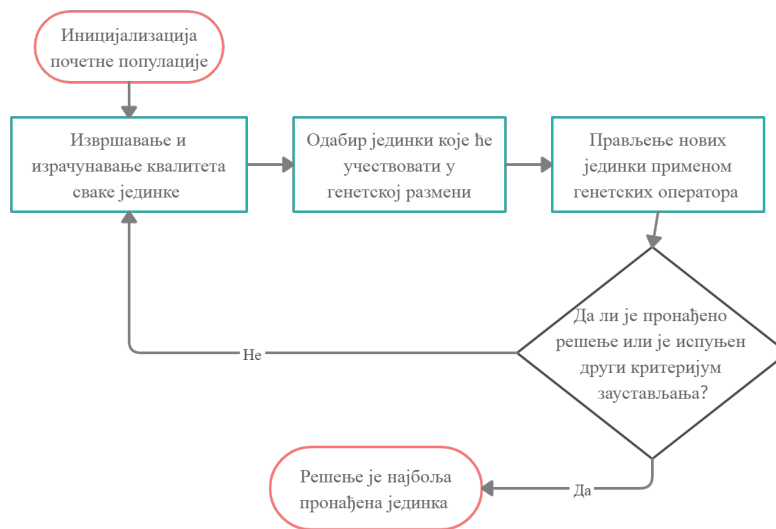 Иницијализација
почетне популације
Извршавање и
израчунавање квалитета
сваке јединке
Одабир јединки које ће
учествовати у
генетској размени
Прављење нових
јединки применом
генетских оператора
Да ли је пронађено
решење или је испуњен
други критеријум
заустављања?
Не
Да
Решење је најбоља
пронађена јединка